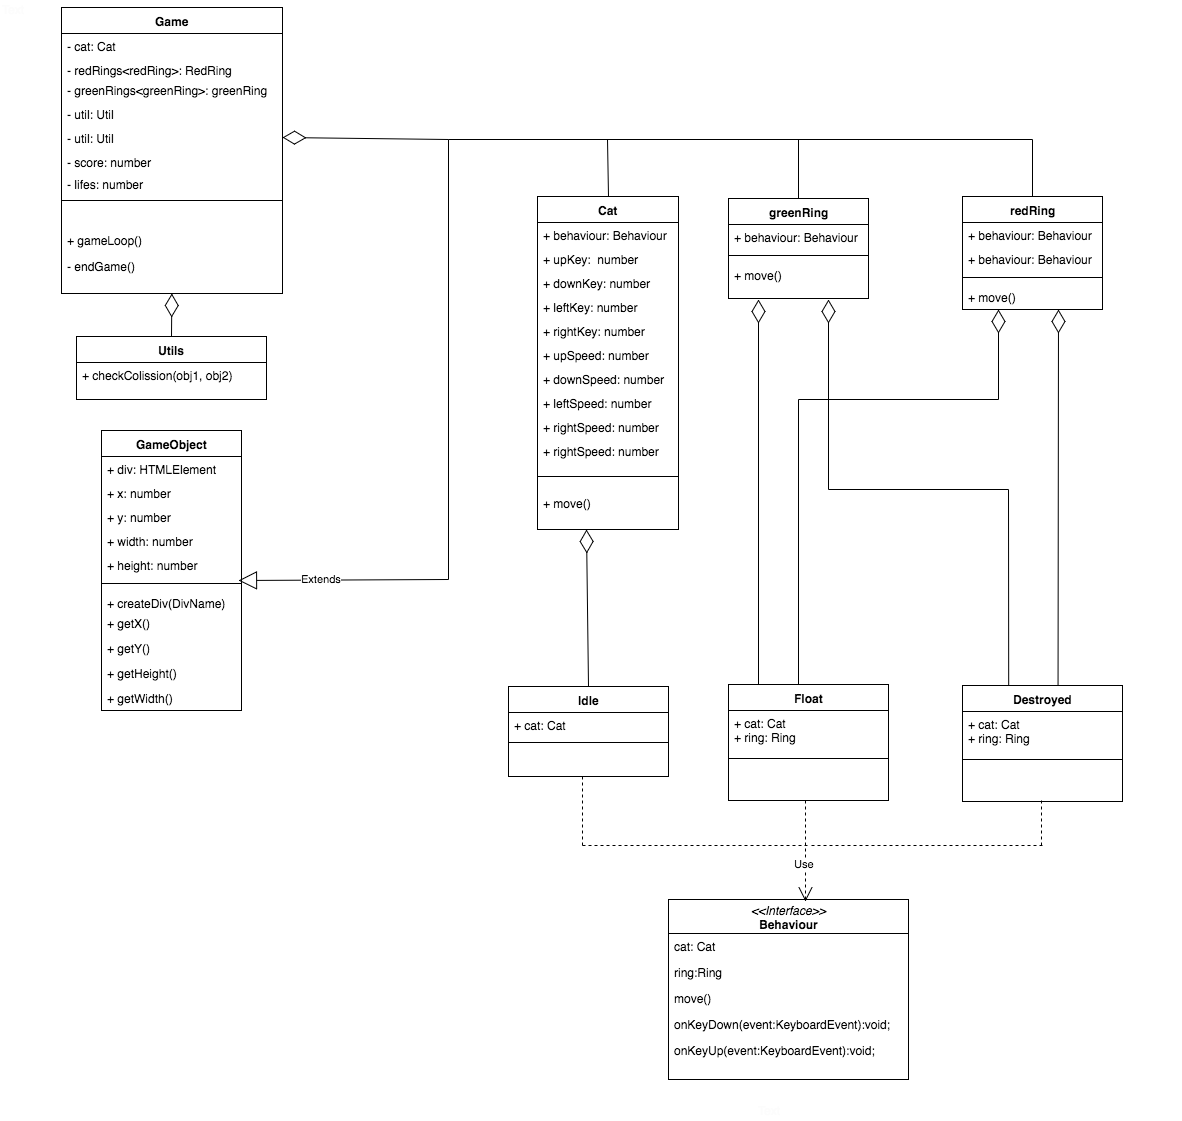 Game
- cat: Cat
- redRings<redRing>: RedRing
- greenRings<greenRing>: greenRing
- util: Util
- util: Util
- score: number
- lifes: number
+ gameLoop()
- endGame()
Utils
+ checkColission(obj1, obj2)
GameObject
+ div: HTMLElement
+ x: number
+ y: number
+ width: number
+ height: number
+ createDiv(DivName)
+ getX()
+ getY()
+ getHeight()
+ getWidth()
Extends
Cat
+ behaviour: Behaviour
+ upKey: number
+ downKey: number
+ leftKey: number
+ rightKey: number
+ upSpeed: number
+ downSpeed: number
+ leftSpeed: number
+ rightSpeed: number
+ rightSpeed: number
+ move()
greenRing
+ behaviour: Behaviour
+ move()
redRing
+ behaviour: Behaviour
+ behaviour: Behaviour
+ move()
Idle
+ cat: Cat
Float
+ cat: Cat
+ ring: Ring
Destroyed
+ cat: Cat
+ ring: Ring
Use
<<Interface>>
Behaviour
cat: Cat
ring:Ring
move()
onKeyDown(event:KeyboardEvent):void;
onKeyUp(event:KeyboardEvent):void;